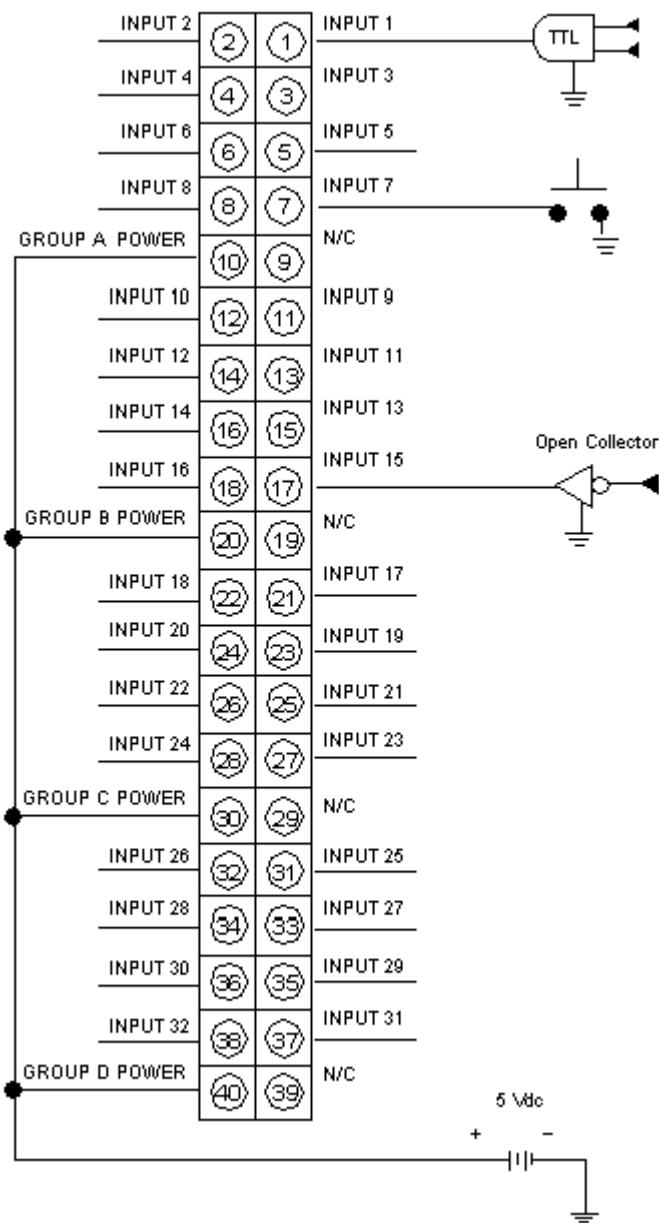 INPUT 2 2 1 INPUT 1 TTL
INPUT 4 4 3 INPUT 3
INPUT 6 6 5 INPUT 5
INPUT 8 8 7 INPUT 7
GROUP A POWER 10 9 N/C
INPUT 10 12 11 INPUT 9
INPUT 12 14 13 INPUT 11
INPUT 14 16 15 INPUT 13
Open Collector
INPUT 16 18 17 INPUT 15
GROUP B POWER 20 19 N/C
INPUT 18 22 21 INPUT 17
INPUT 20 24 23 INPUT 19
INPUT 22 26 25 INPUT 21
INPUT 24 28 27 INPUT 23
GROUP C POWER 30 29 N/C
INPUT 26 32 31 INPUT 25
INPUT 28 34 33 INPUT 27
INPUT 30 36 35 INPUT 29
INPUT 32 38 37 INPUT 31
GROUP D POWER 40 39 N/C
5 Vdc
+ −